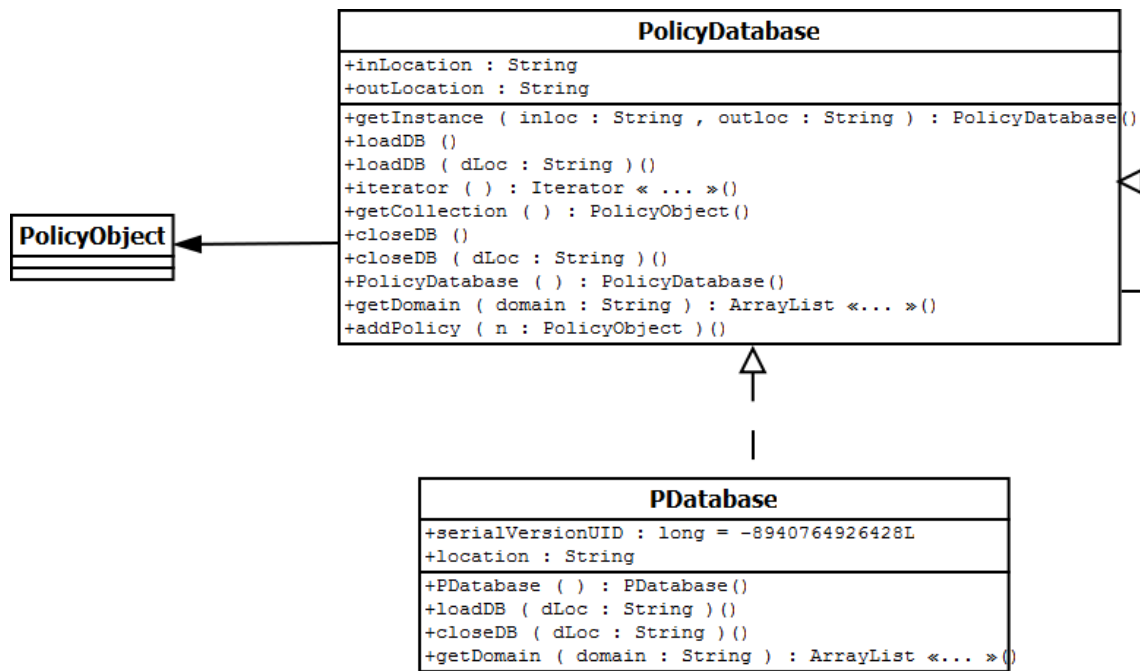 PolicyDatabase
+inLocation : String
+outLocation : String
+getInstance ( inloc : String , outloc : String ) : PolicyDatabase()
+loadDB ()
+loadDB ( dLoc : String )()
+iterator ( ) : Iterator « ... »()
+getCollection ( ) : PolicyObject()
+closeDB ()
+closeDB ( dLoc : String )()
+PolicyDatabase ( ) : PolicyDatabase()
+getDomain ( domain : String ) : ArrayList «... »()
+addPolicy ( n : PolicyObject )()
PolicyObject
PDatabase
+serialVersionUID : long = -8940764926428L
+location : String
+PDatabase ( ) : PDatabase()
+loadDB ( dLoc : String )()
+closeDB ( dLoc : String )()
+getDomain ( domain : String ) : ArrayList «... »()